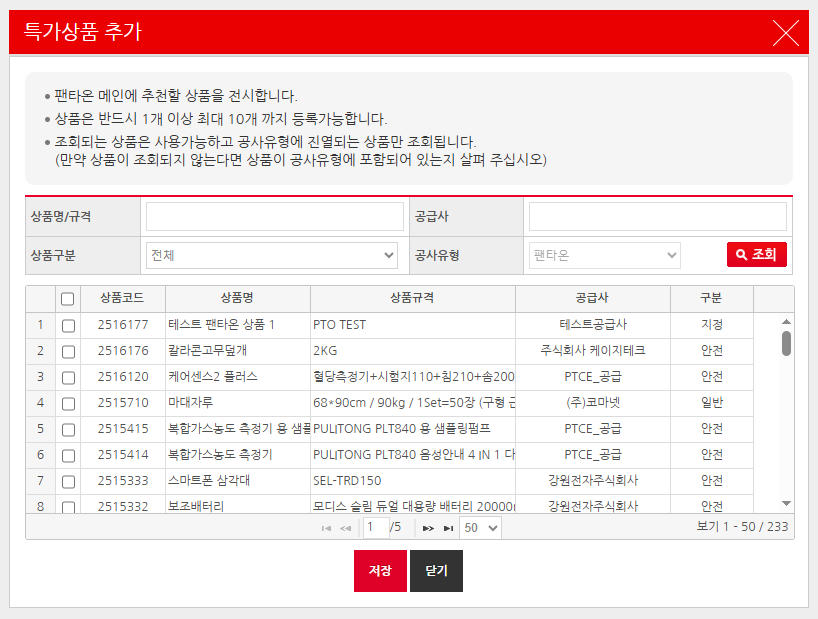 특가상품 추가
팬타온 메인에 추천할 상품을 전시합니다.
상품은 반드시 1개 이상 최대 10개 까지 등록가능합니다.
조회되는 상품은 사용가능하고 공사유형에 진열되는 상품만 조회됩니다.
(만약 상품이 조회되지 않는다면 상품이 공사유형에 포함되어 있는지 살펴 주십시오)
상품명/규격 공급사
상품구분 전체 공사유형 팬타온 조회
상품코드 상품명 상품규격 공급사 구분
1 2516177 테스트 팬타온 상품 1 PTO TEST 테스트공급사 지정
2 2516176 칼라콘고무덮개 2KG 주식회사 케이지테크 안전
3 2516120 케어센스2 플러스 혈당측정기+시험지110+침210+솜200 PTCE_공급 안전
4 2515710 마대자루 68*90cm / 90kg / 1Set=50장 (구형 (주)코마넷 일반
5 2515415 복합가스농도 측정기 용 샘플 PULITONG PLT840 용 샘플링펌프 PTCE_공급 안전
6 2515414 복합가스농도 측정기 PULITONG PLT840 음성안내 4 IN 1 다 PTCE_공급 안전
7 2515333 스마트폰 삼각대 SEL-TRD150 강원전자주식회사 안전
8 2515332 보조배터리 모디스 슬림 듀얼 대용량 배터리 20000 강원전자주식회사 안전
1 /5 50 보기 1 - 50 / 233
저장 닫기